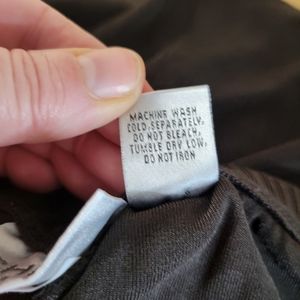 MACHINE WASH
COLD, SEPARATELY,
DO NOT BLEACH,
TUMBLE DRY LOW,
DO NOT IRON